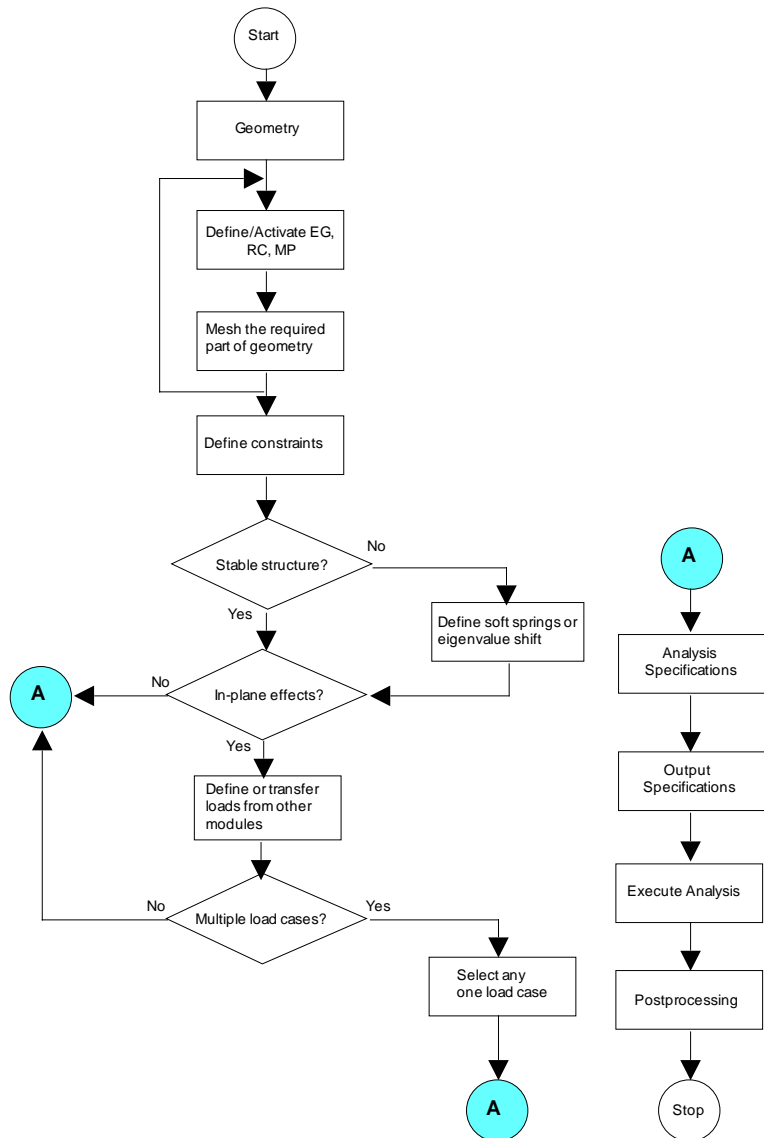 Start
Geometry
Define/Activate EG,
RC, MP
Mesh the required
part of geometry
Define constraints
Stable structure?
No
Yes
Define soft springs or
eigenvalue shift
In-plane effects?
No
A
Yes
Define or transfer
loads from other
modules
Multiple load cases?
No
Yes
Select any
one load case
A
A
Analysis
Specifications
Output
Specifications
Execute Analysis
Postprocessing
Stop